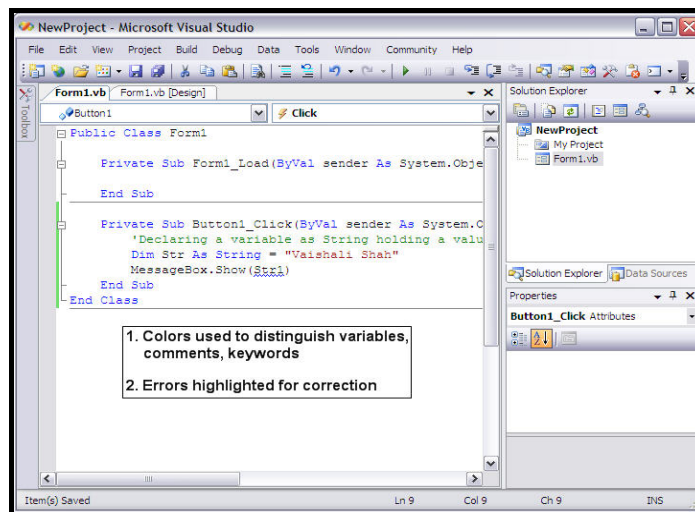 NewProject - Microsoft Visual Studio
File Edit View Project Build Debug Data Tools Window Community Help
Form1.vb Form1.vb [Design]
Toolbox
Button1 Click
Public Class Form1
Private Sub Form1_Load(ByVal sender As System.Obje
End Sub
Private Sub Button1_Click(ByVal sender As System.O
'Declaring a variable as String holding a valu
Dim Str As String = "Vaishali Shah"
MessageBox.Show(Str1)
End Sub
End Class
1. Colors used to distinguish variables,
comments, keywords
2. Errors highlighted for correction
Solution Explorer
NewProject
My Project
Form1.vb
Solution Explorer Data Sources
Properties
Button1_Click Attributes
Item(s) Saved Ln 9 Col 9 Ch 9 INS